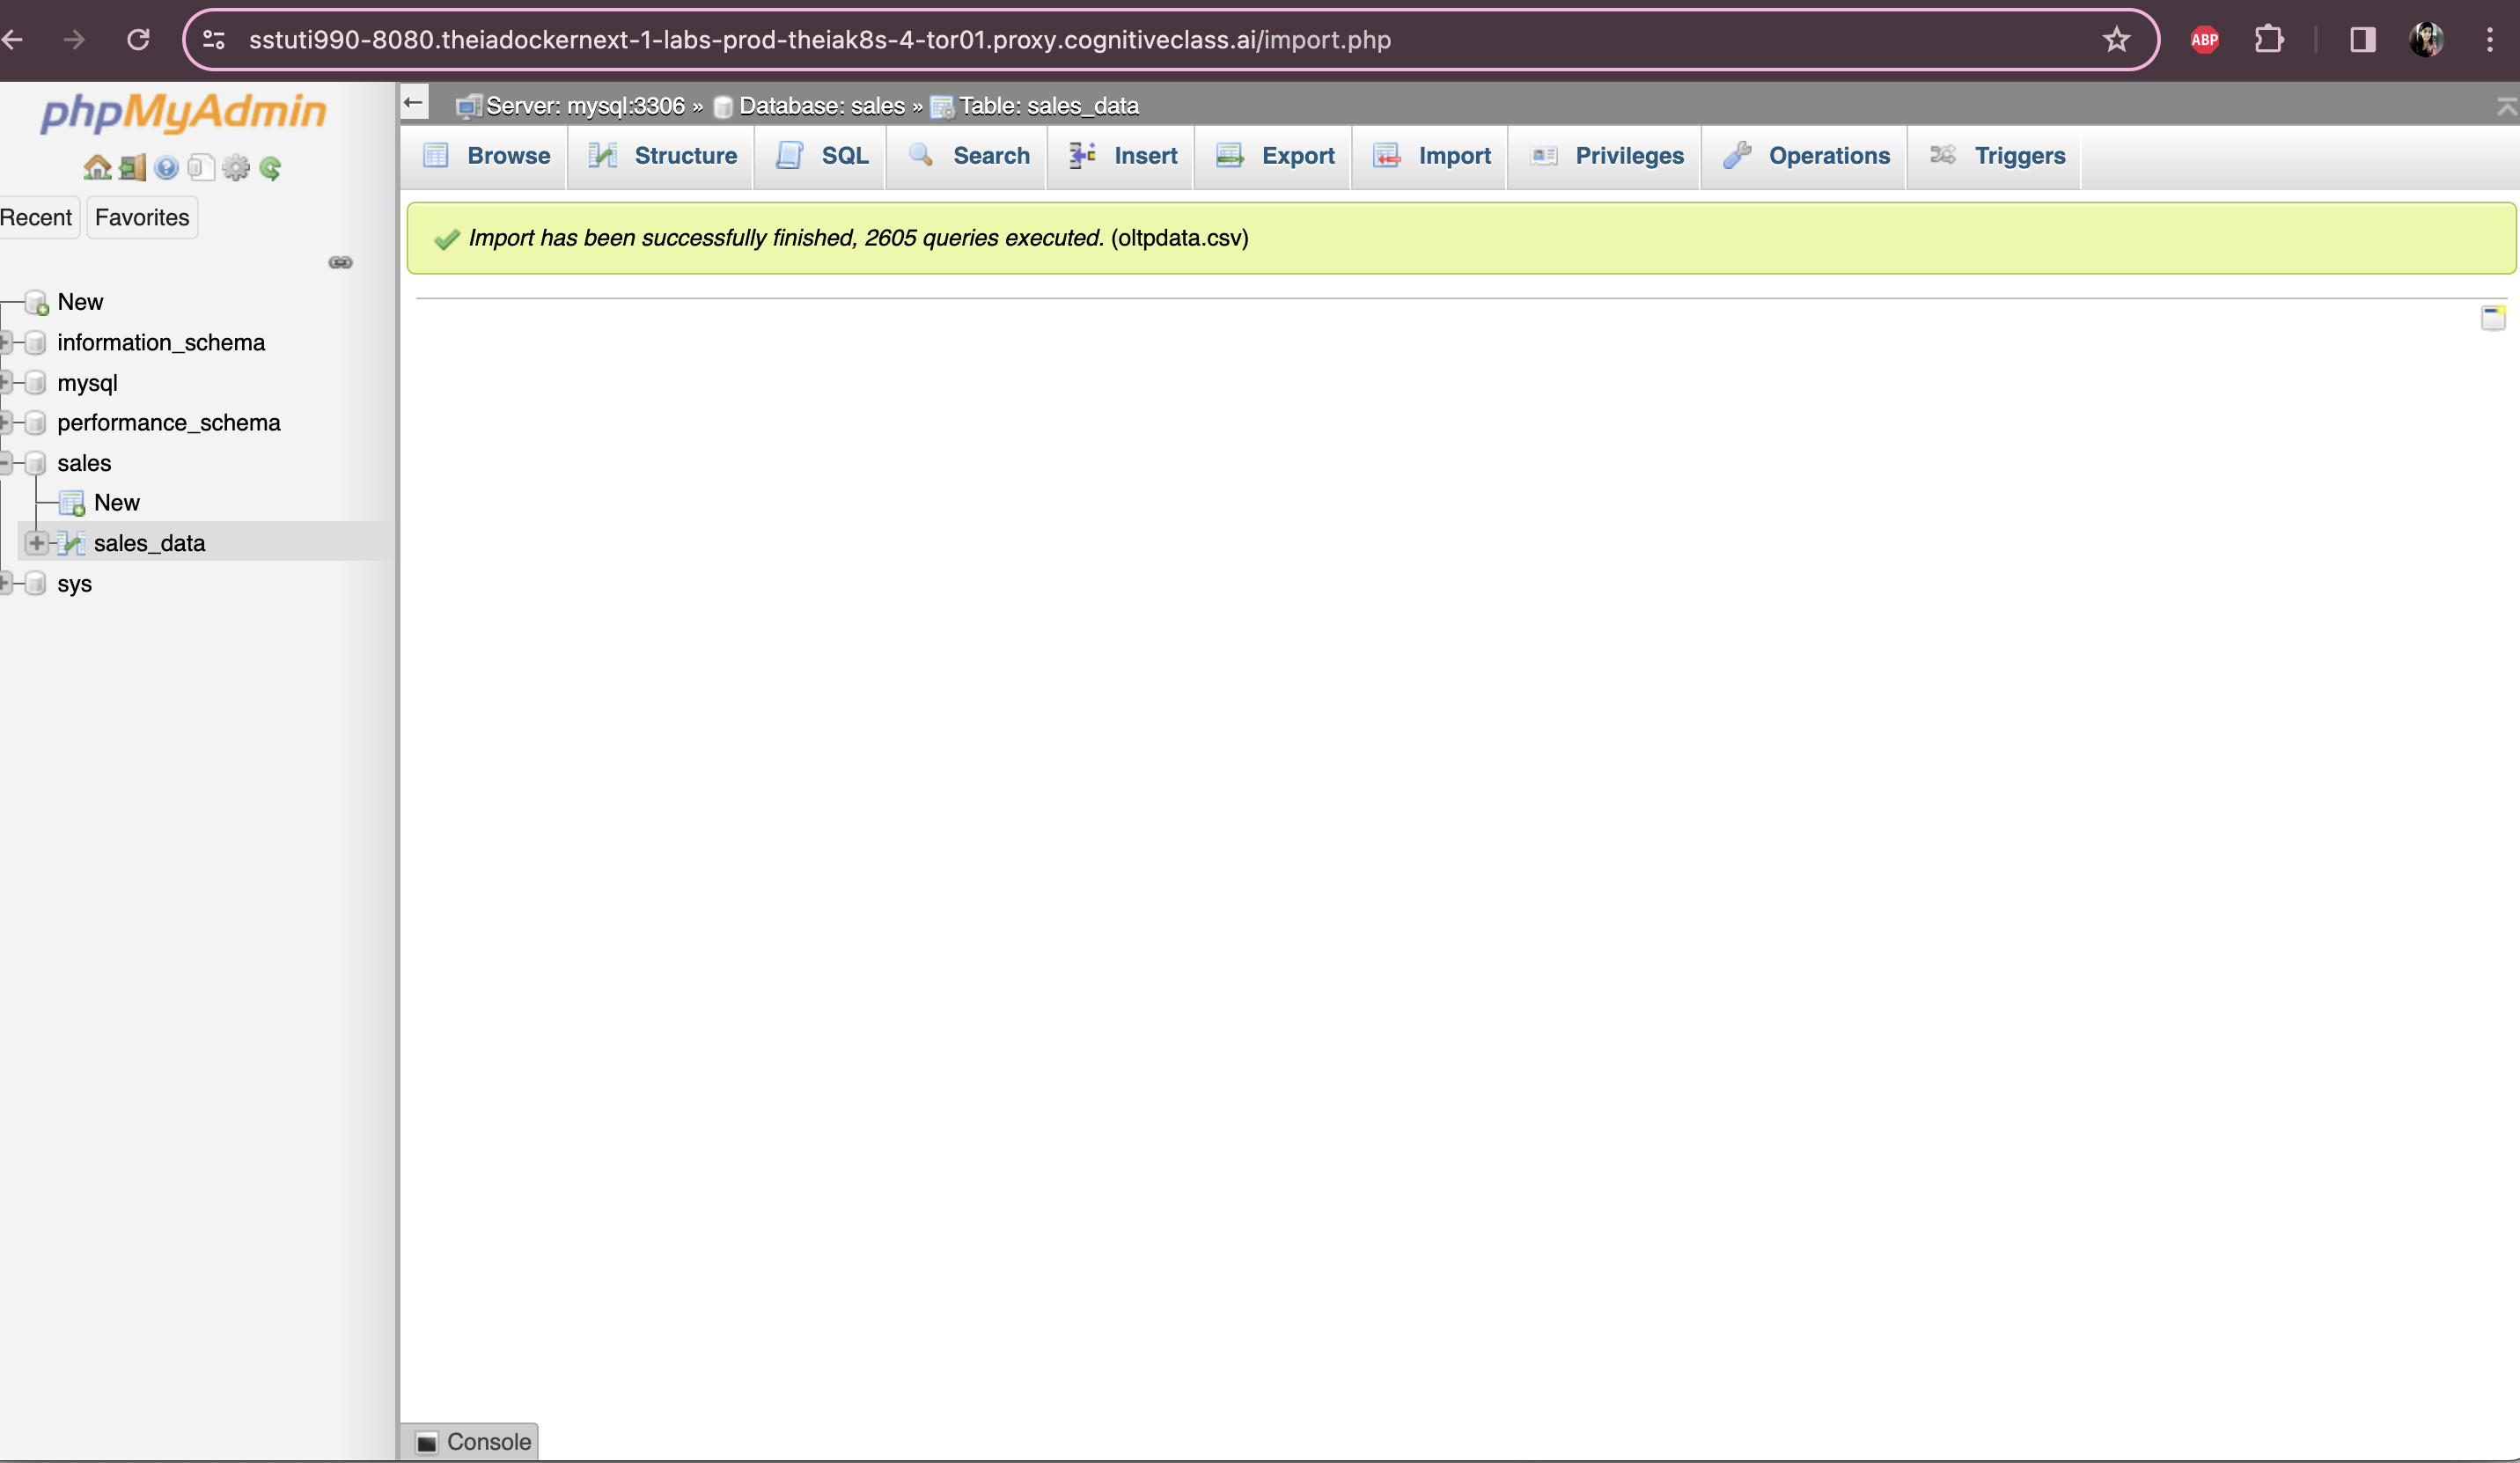 sstuti990-8080.theiadockernext-1-labs-prod-theiak8s-4-tor01.proxy.cognitiveclass.ai/import.php
ABP
phpMyAdmin
Recent Favorites
New
information_schema
mysql
performance_schema
sales
New
sales_data
sys
Server: mysql:3306 » Database: sales » Table: sales_data
Browse Structure SQL Search Insert Export Import Privileges Operations Triggers
Import has been successfully finished, 2605 queries executed. (oltpdata.csv)
Console